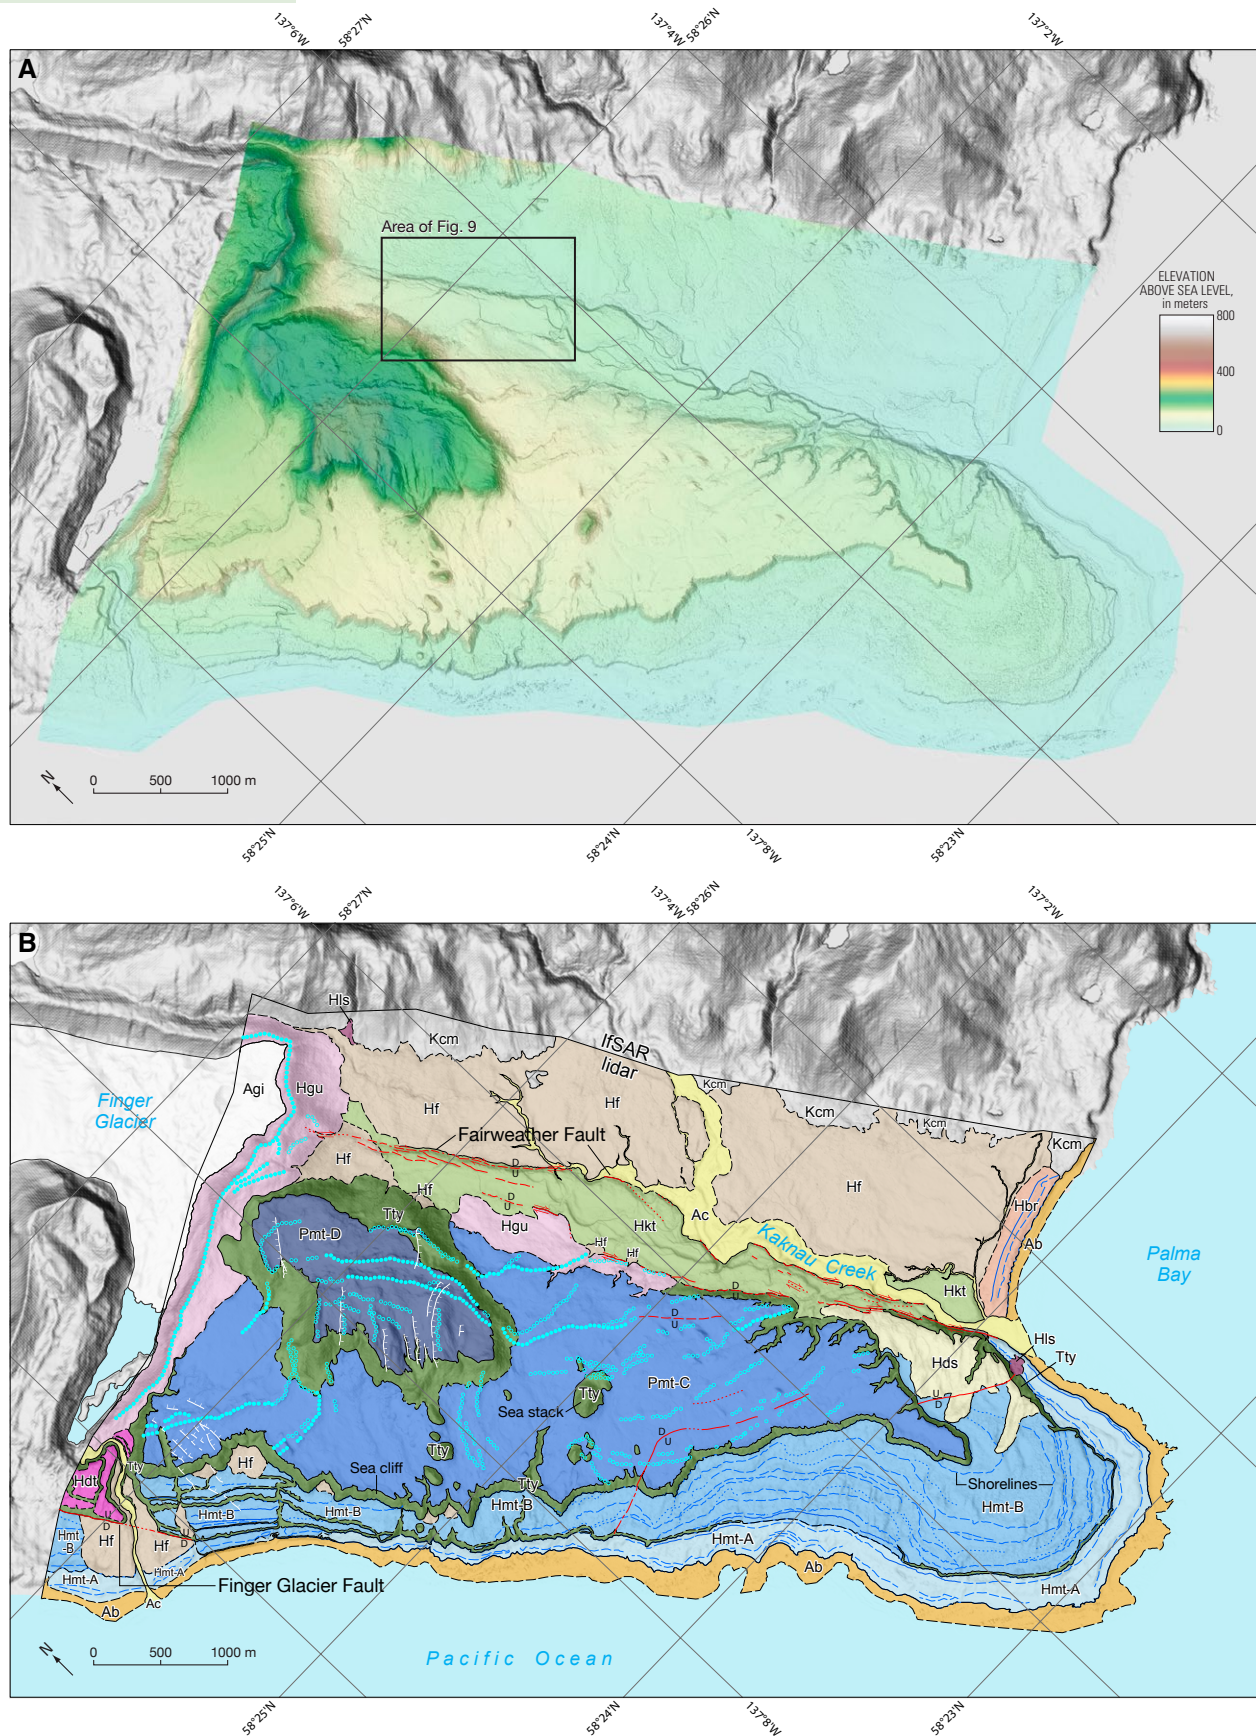 137°6'W
58°27'N
137°4'W
58°26'N
137°2'W
A
Area of Fig. 9
ELEVATION
ABOVE SEA LEVEL,
in meters
800
400
0
N
0 500 1000 m
58°25'N
58°24'N
137°8'W
58°23'N
137°6'W
58°27'N
137°4'W
58°26'N
137°2'W
B
Hls
Kcm
IfSAR
lidar
Kcm
Agi
Hgu
Finger
Glacier
Hf
Hf
Kcm
Kcm
Kcm
Fairweather Fault
Hf
D
U
Hf
Hf
Hbr
Tty
D
U
Hgu
Hkt
Ac
Ab
Pmt-D
Kaknau Creek
Palma
Bay
Hf
Hf
D
Hkt
D
U
Hls
Tty
Hds
Pmt-C
Tty
U
D
Sea stack
D
U
Tty
Hf
Sea cliff
Tty
Hdt
Tty
Shorelines
Hmt-B
Hmt-B
Hmt-B
Hmt-B
U
D
Hmt
-B
Hf
Hf
U
D
Hmt-A
Hmt-A
Hmt-A
Ab
Hmt-A
Finger Glacier Fault
Ab
Ac
N
0 500 1000 m
Pacific Ocean
58°25'N
58°24'N
137°8'W
58°23'N